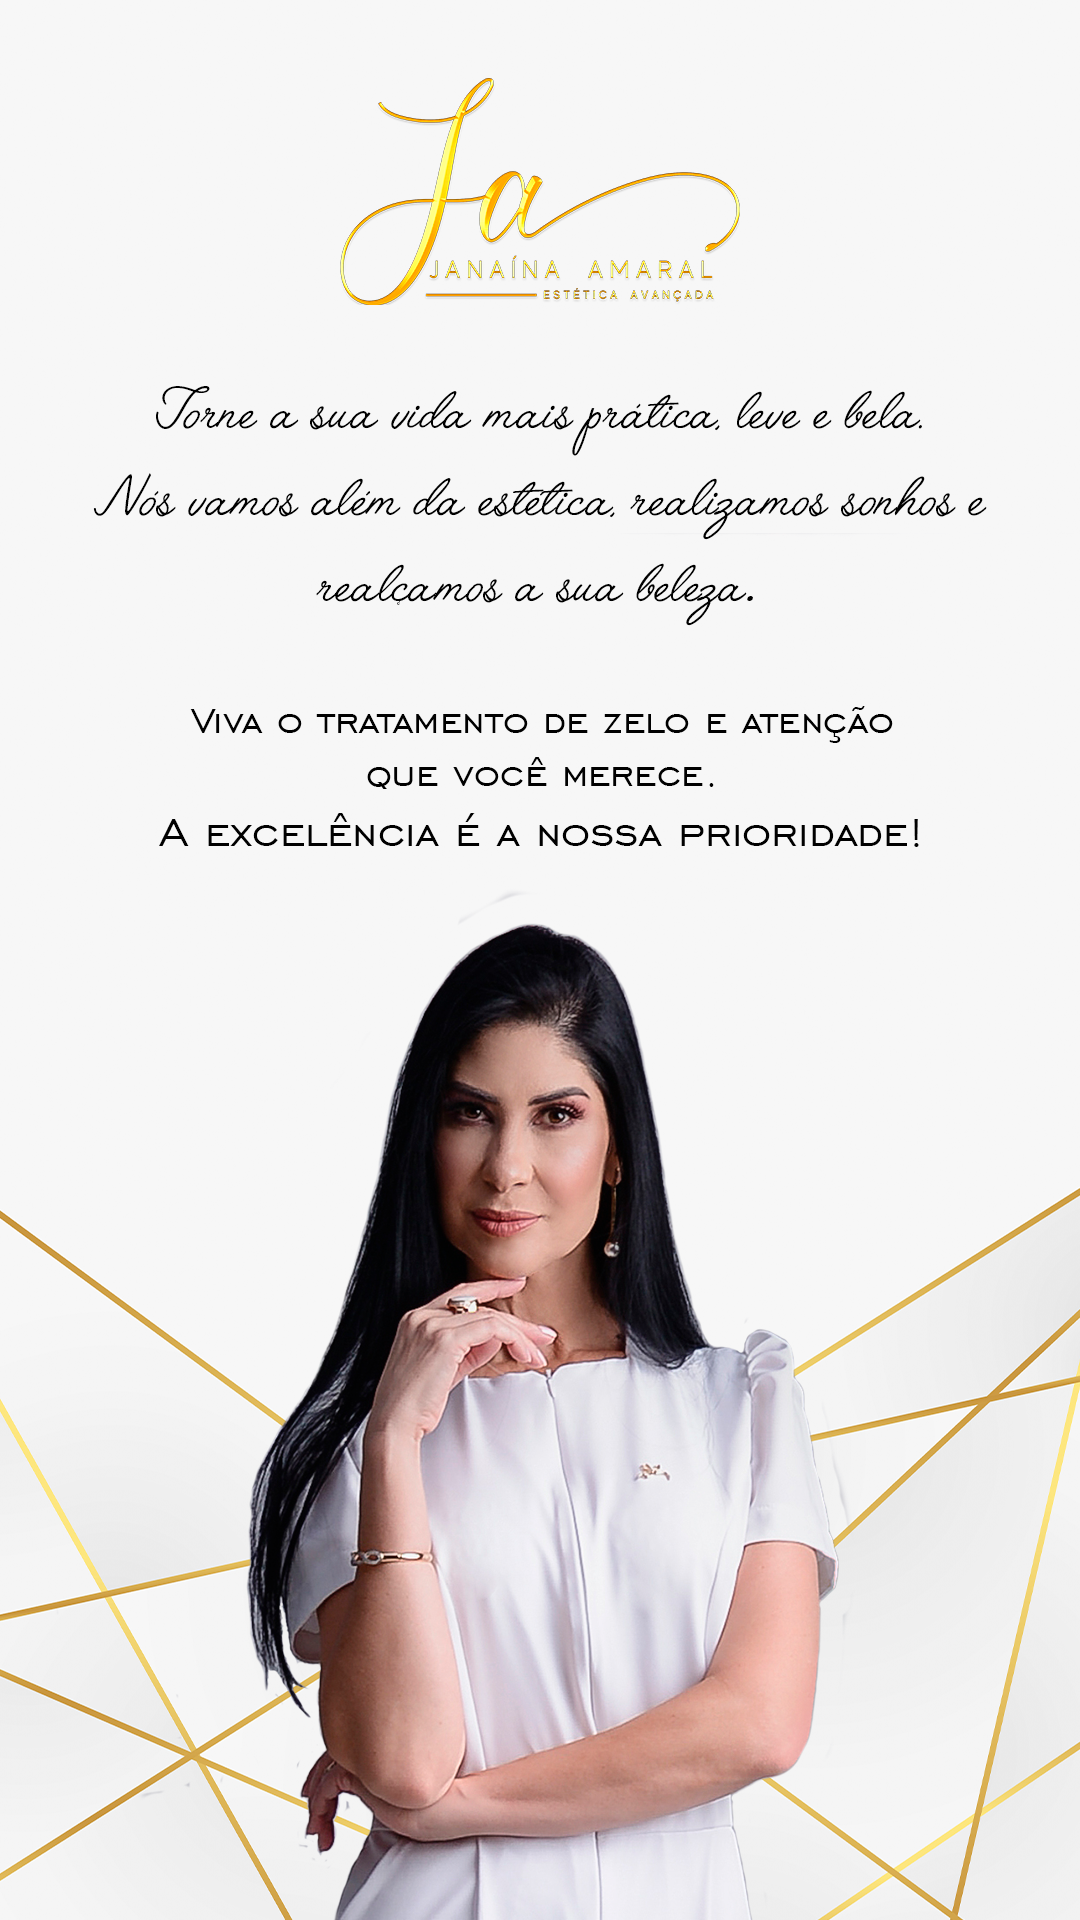 Ja
JANAÍNA AMARAL
ESTÉTICA AVANÇADA
Torne a sua vida mais prática, leve e bela.
Nós vamos além da estética, realizamos sonhos e
realçamos a sua beleza.
VIVA O TRATAMENTO DE ZELO E ATENÇÃO
QUE VOCÊ MERECE.
A EXCELÊNCIA É A NOSSA PRIORIDADE!